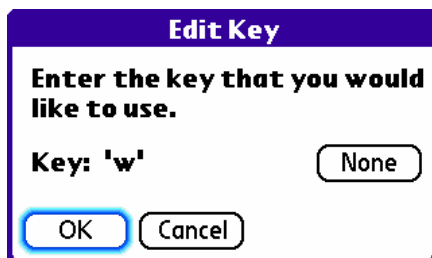 Edit Key
Enter the key that you would
like to use.
Key: 'w' None
OK Cancel